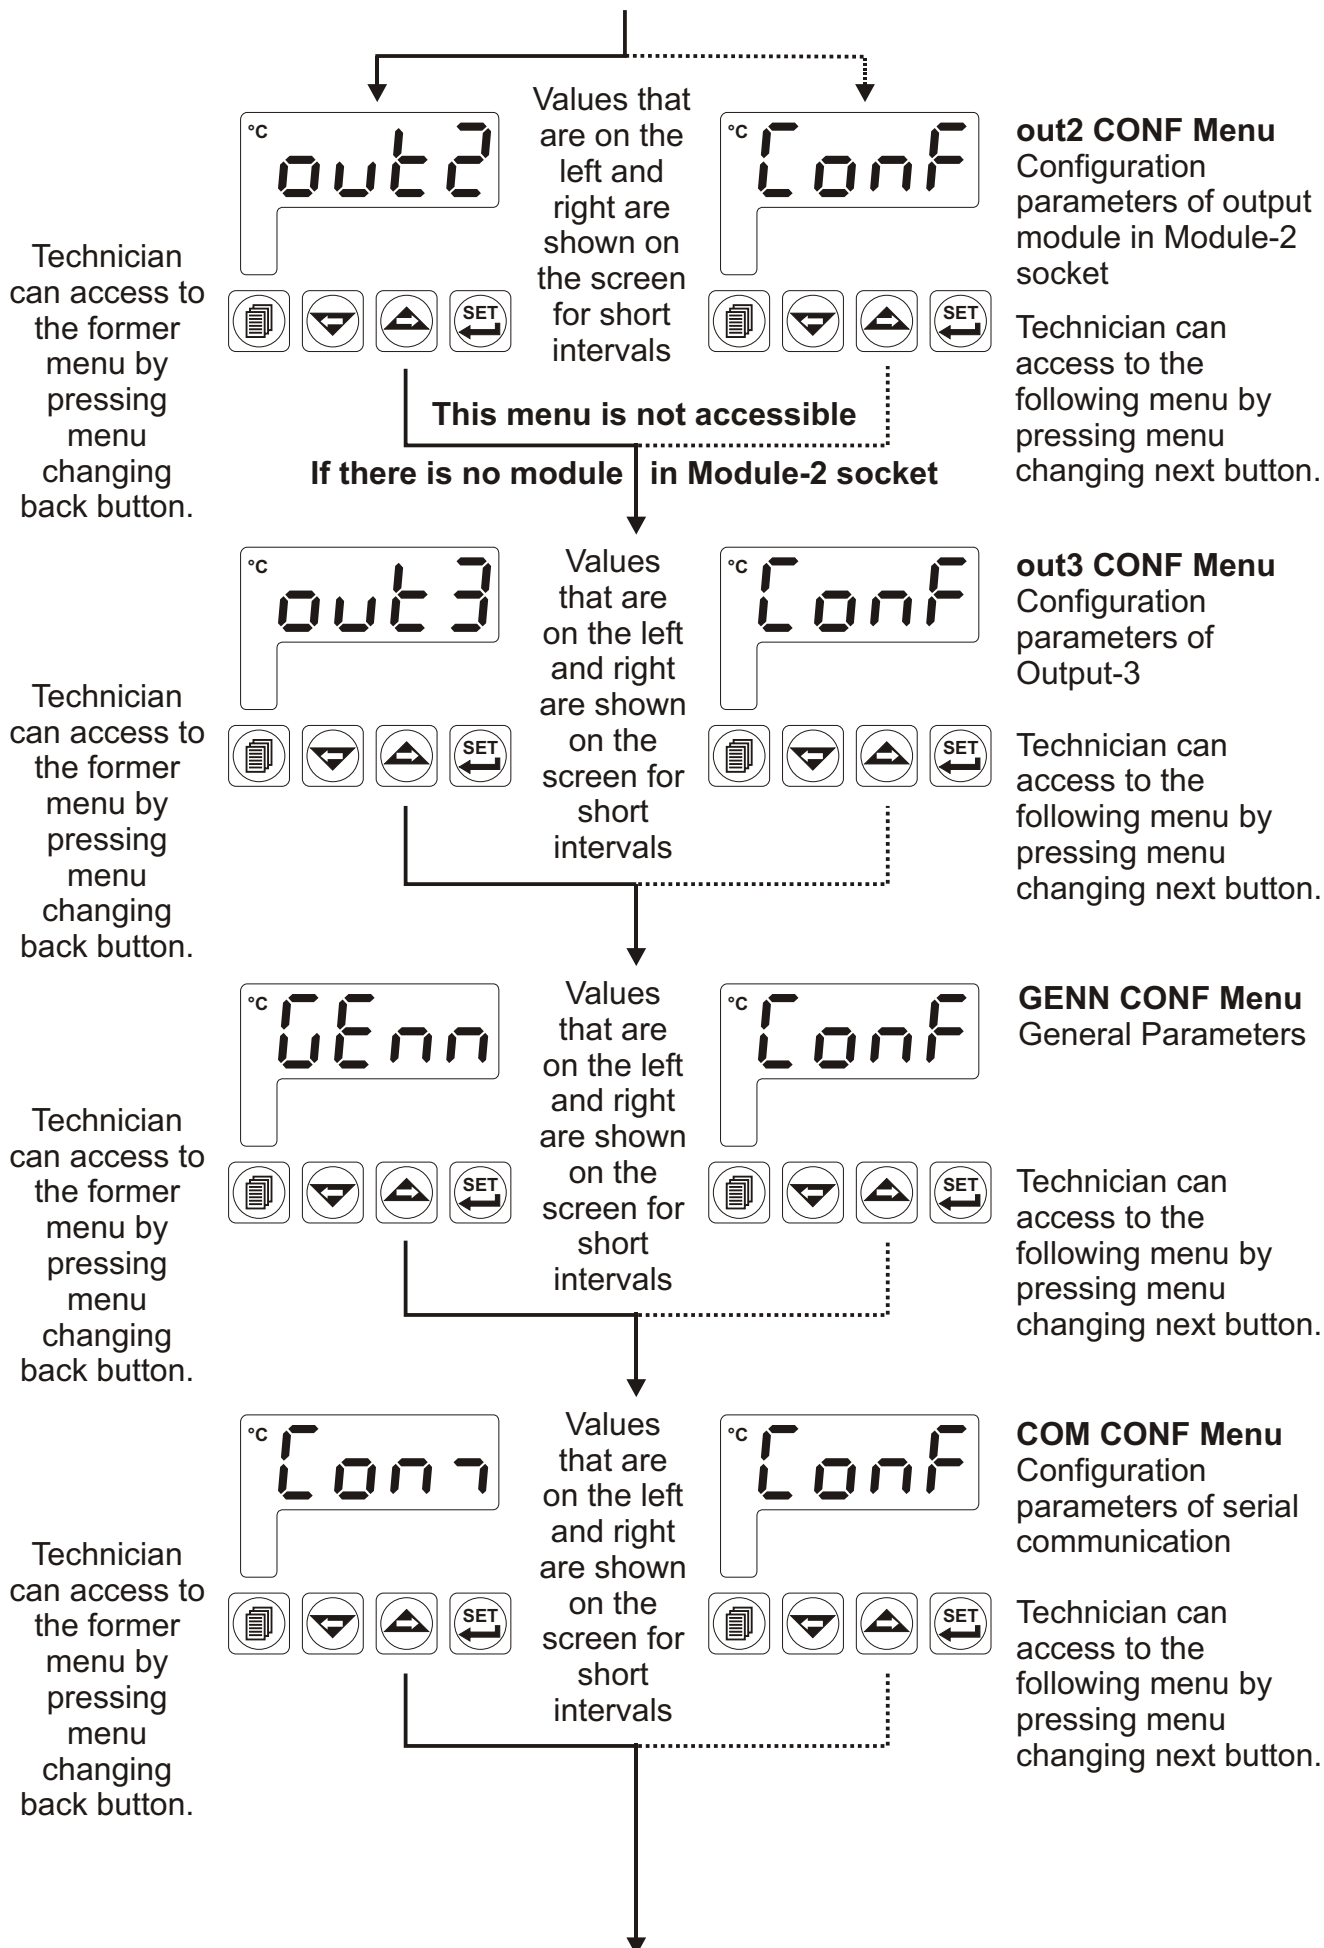 °C
out2
Values that
are on the
left and
right are
shown on
the screen
for short
intervals
°C
ConF
out2 CONF Menu
Configuration
parameters of output
module in Module-2
socket
Technician
can access to
the former
menu by
pressing
menu
changing
back button.
SET
SET
Technician can
access to the
following menu by
pressing menu
changing next button.
This menu is not accessible
If there is no module in Module-2 socket
°C
out3
Values
that are
on the left
and right
are shown
on the
screen for
short
intervals
°C
ConF
out3 CONF Menu
Configuration
parameters of
Output-3
Technician
can access to
the former
menu by
pressing
menu
changing
back button.
SET
SET
Technician can
access to the
following menu by
pressing menu
changing next button.
°C
GEnn
Values
that are
on the left
and right
are shown
on the
screen for
short
intervals
°C
ConF
GENN CONF Menu
General Parameters
Technician
can access to
the former
menu by
pressing
menu
changing
back button.
SET
SET
Technician can
access to the
following menu by
pressing menu
changing next button.
°C
Com
Values
that are
on the left
and right
are shown
on the
screen for
short
intervals
°C
ConF
COM CONF Menu
Configuration
parameters of serial
communication
Technician
can access to
the former
menu by
pressing
menu
changing
back button.
SET
SET
Technician can
access to the
following menu by
pressing menu
changing next button.